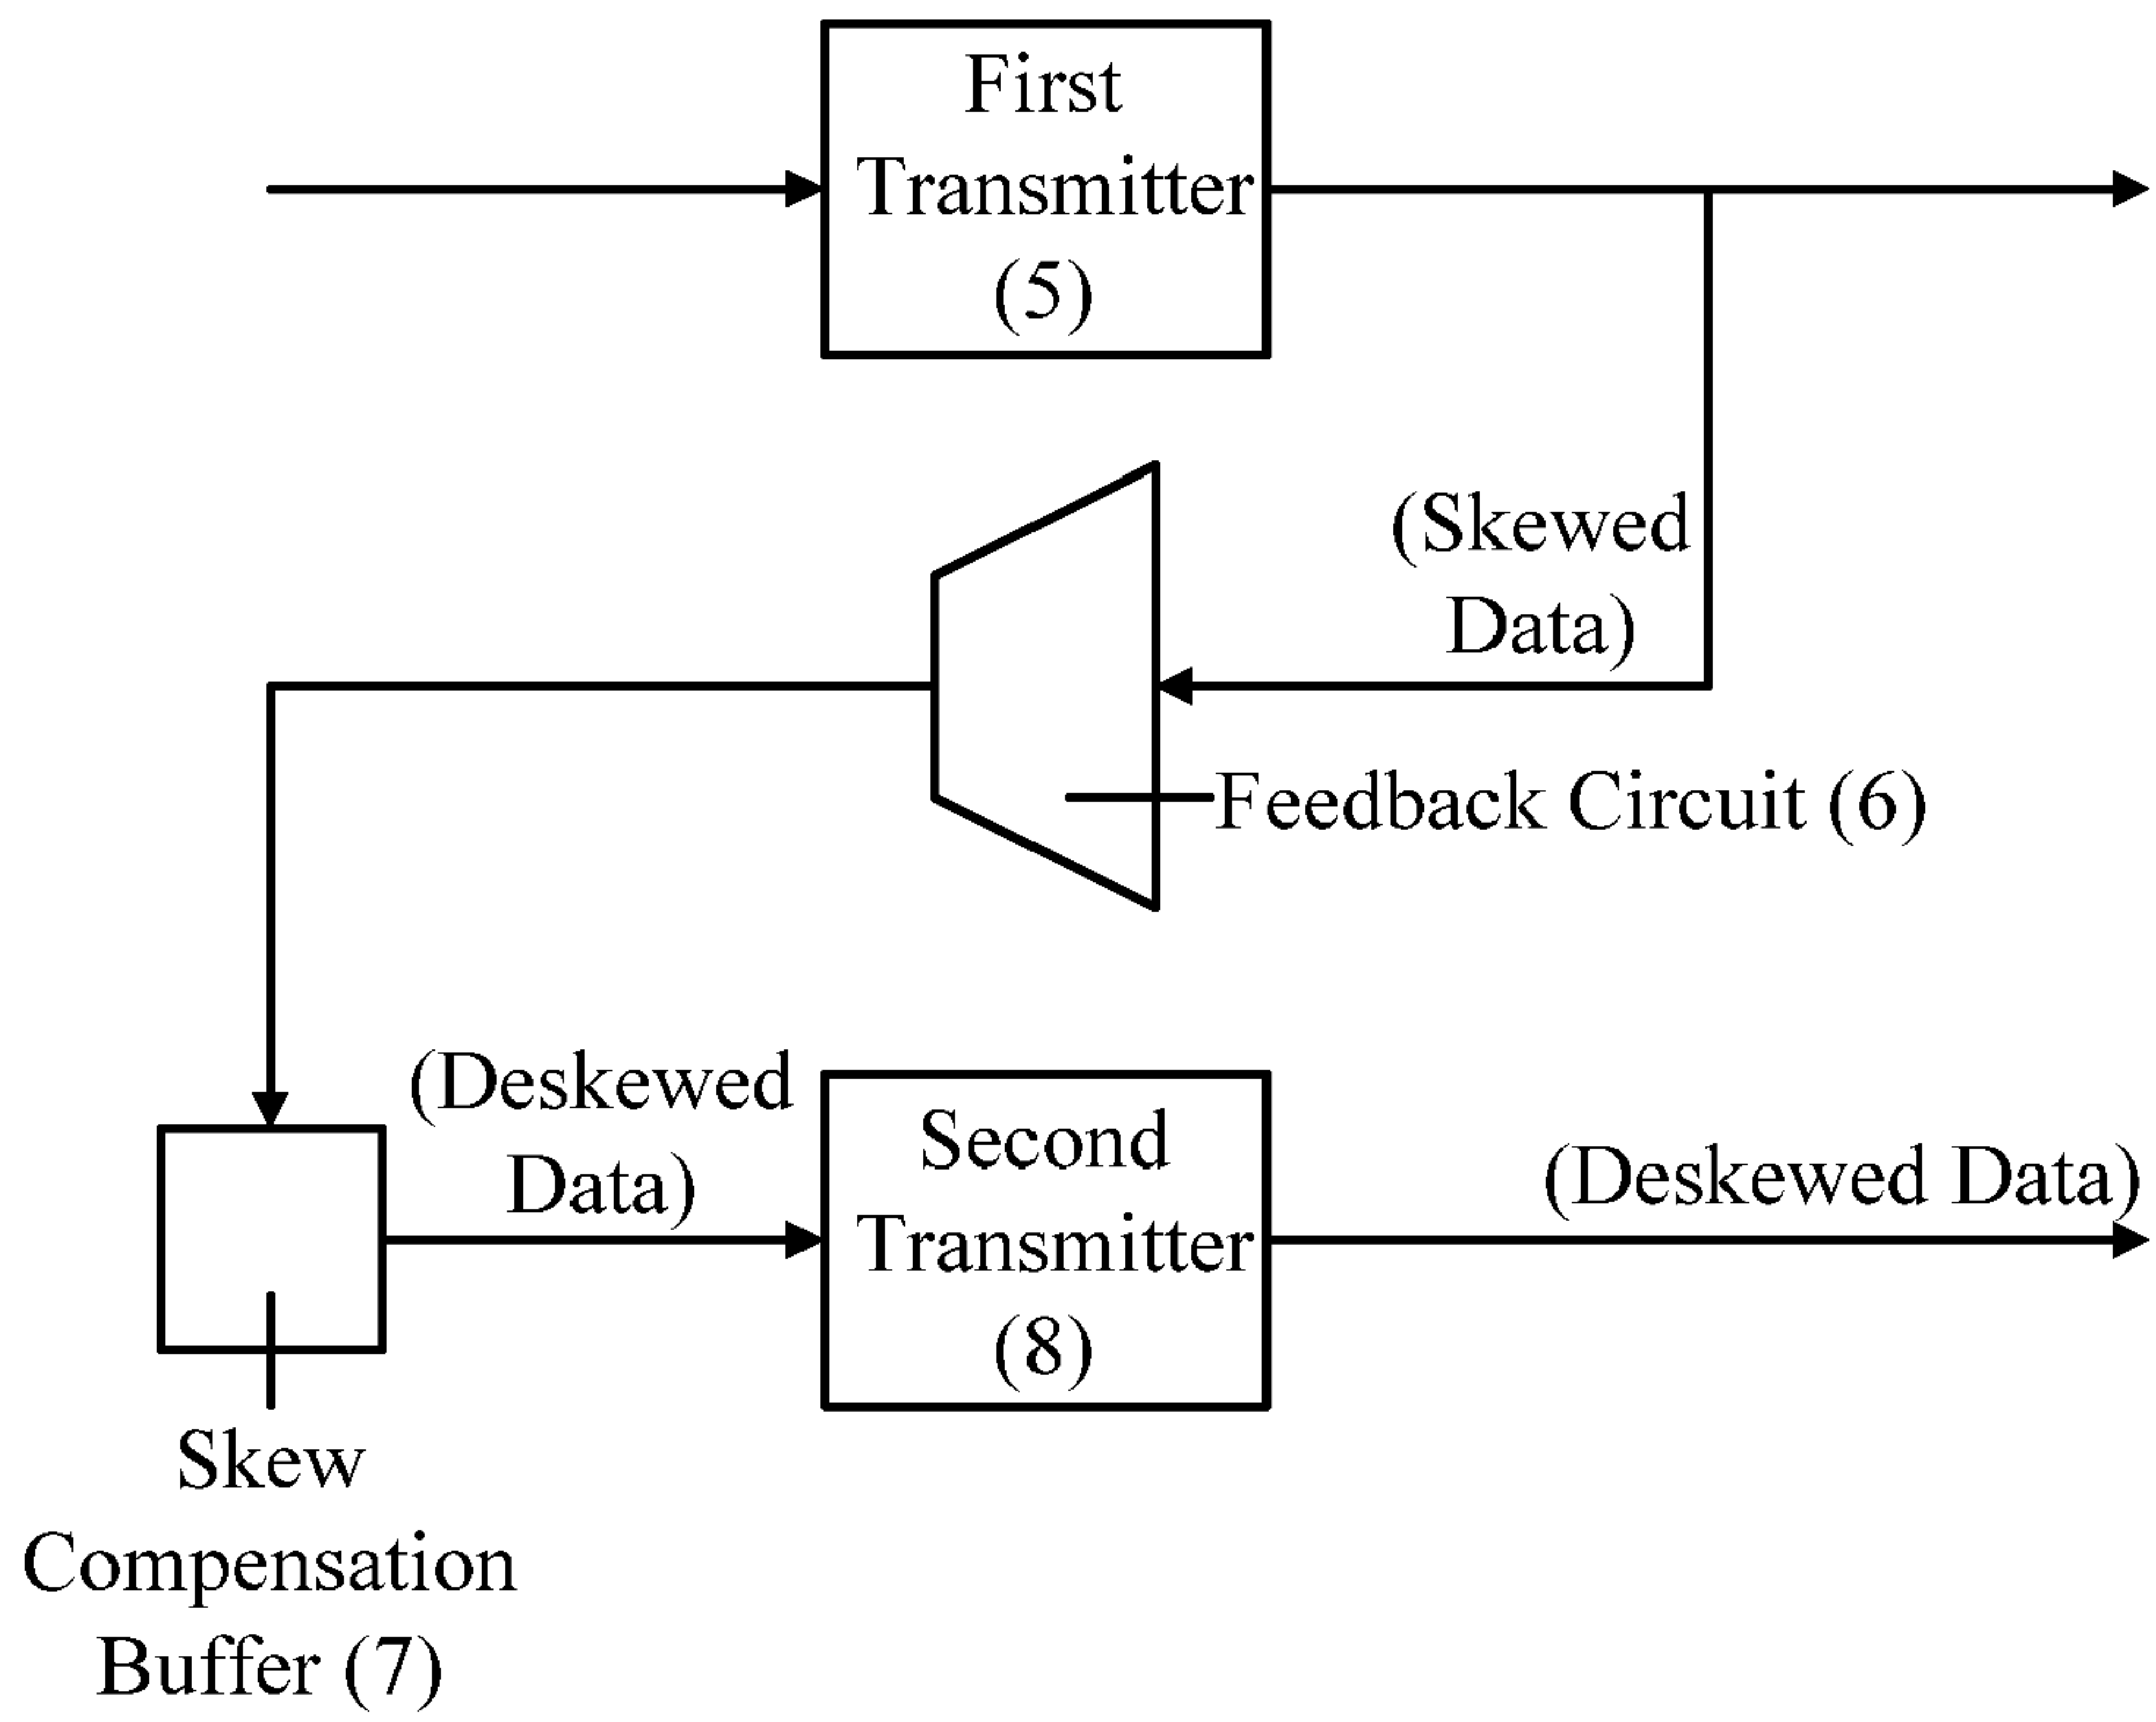 First
Transmitter
(5)
(Skewed
Data)
Feedback Circuit (6)
(Deskewed
Data)
Second
Transmitter
(8)
(Deskewed Data)
Skew
Compensation
Buffer (7)